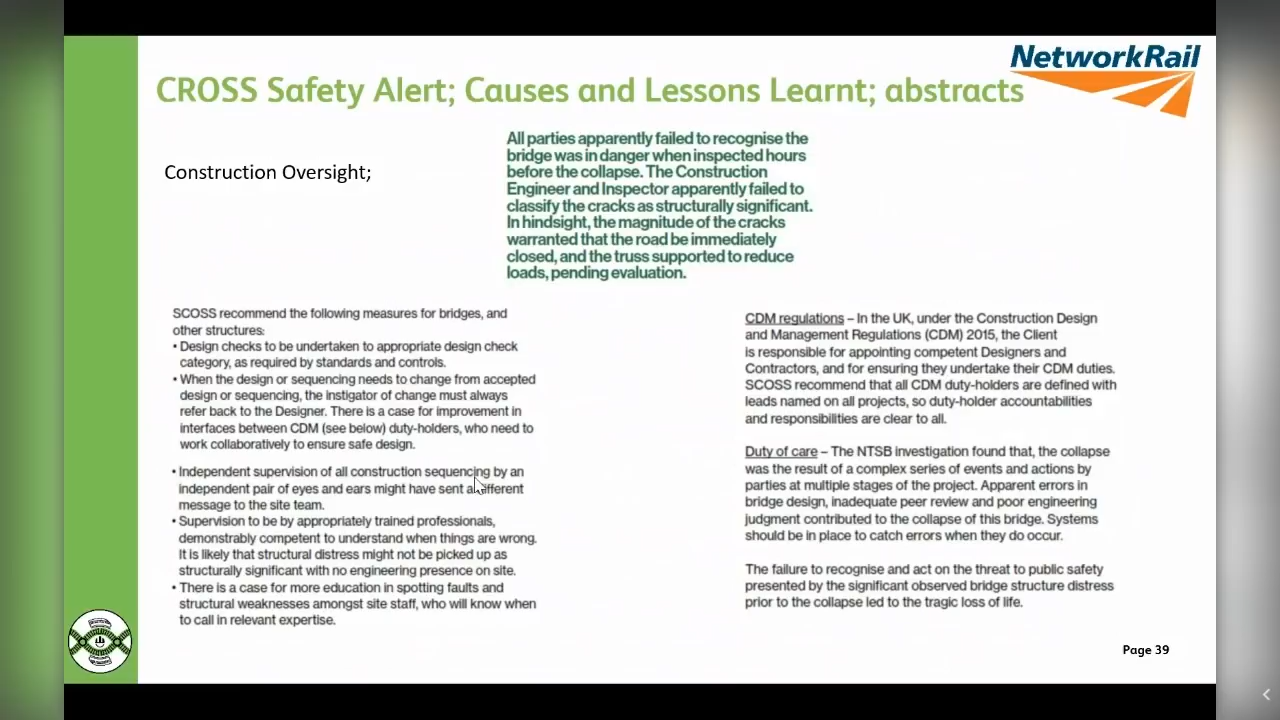 NetworkRail
CROSS Safety Alert; Causes and Lessons Learnt; abstracts
Construction Oversight;
All parties apparently failed to recognise the
bridge was in danger when inspected hours
before the collapse. The Construction
Engineer and Inspector apparently failed to
classify the cracks as structurally significant.
In hindsight, the magnitude of the cracks
warranted that the road be immediately
closed, and the truss supported to reduce
loads, pending evaluation.
SCOSS recommend the following measures for bridges, and
other structures:
• Design checks to be undertaken to appropriate design check
category, as required by standards and controls.
• When the design or sequencing needs to change from accepted
design or sequencing, the instigator of change must always
refer back to the Designer. There is a case for improvement in
interfaces between CDM (see below) duty-holders, who need to
work collaboratively to ensure safe design.
• Independent supervision of all construction sequencing by an
independent pair of eyes and ears might have sent a different
message to the site team.
• Supervision to be by appropriately trained professionals,
demonstrably competent to understand when things are wrong.
It is likely that structural distress might not be picked up as
structurally significant with no engineering presence on site.
• There is a case for more education in spotting faults and
structural weaknesses amongst site staff, who will know when
to call in relevant expertise.
CDM regulations – In the UK, under the Construction Design
and Management Regulations (CDM) 2015, the Client
is responsible for appointing competent Designers and
Contractors, and for ensuring they undertake their CDM duties.
SCOSS recommend that all CDM duty-holders are defined with
leads named on all projects, so duty-holder accountabilities
and responsibilities are clear to all.
Duty of care – The NTSB investigation found that, the collapse
was the result of a complex series of events and actions by
parties at multiple stages of the project. Apparent errors in
bridge design, inadequate peer review and poor engineering
judgment contributed to the collapse of this bridge. Systems
should be in place to catch errors when they do occur.
The failure to recognise and act on the threat to public safety
presented by the significant observed bridge structure distress
prior to the collapse led to the tragic loss of life.
Page 39